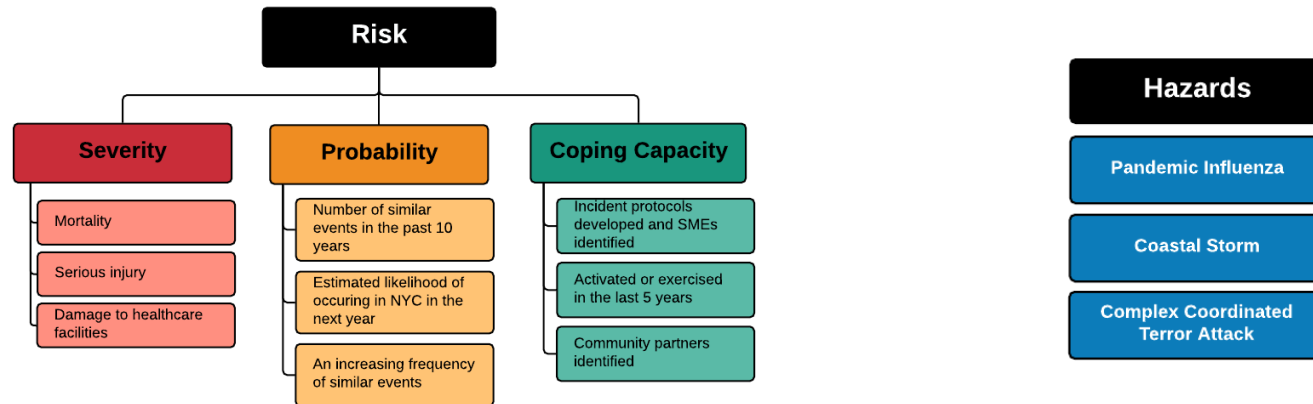 Risk
Severity
Mortality
Serious injury
Damage to healthcare
facilities
Probability
Number of similar
events in the past 10
years
Estimated likelihood of
occuring in NYC in the
next year
An increasing frequency
of similar events
Coping Capacity
Incident protocols
developed and SMEs
identified
Activated or exercised
in the last 5 years
Community partners
identified
Hazards
Pandemic Influenza
Coastal Storm
Complex Coordinated
Terror Attack